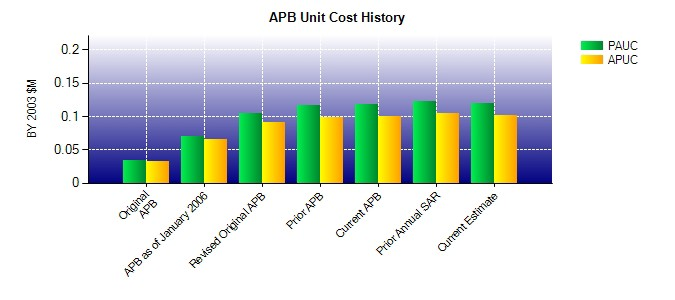 APB Unit Cost History
PAUC
APUC
BY 2003 $M
0.2
0.15
0.1
0.05
0
Original
APB
APB as of January 2006
Revised Original APB
Prior APB
Current APB
Prior Annual SAR
Current Estimate